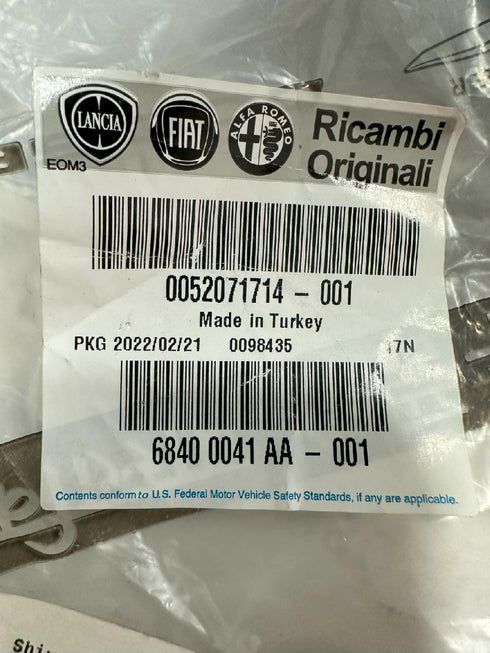 LANCIA
FIAT
ALFA ROMEO
Ricambi
Originali
EOM3
0052071714 - 001
Made in Turkey
PKG 2022/02/21 0098435 7N
6840 0041 AA - 001
Contents conform to U.S. Federal Motor Vehicle Safety Standards, if any are applicable.